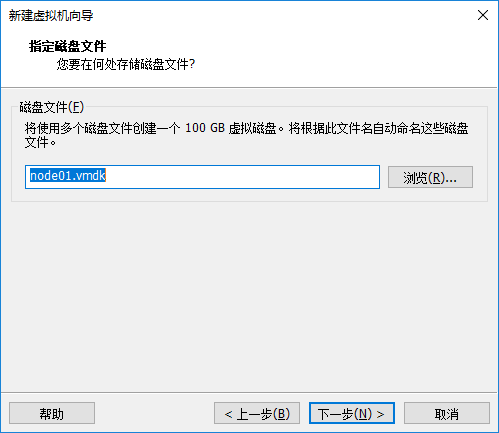 新建虚拟机向导
指定磁盘文件
您要在何处存储磁盘文件?
磁盘文件(F)
将使用多个磁盘文件创建一个 100 GB 虚拟磁盘。将根据此文件名自动命名这些磁盘
文件。
node01.vmdk
浏览(R)...
帮助
< 上一步(B)
下一步(N) >
取消